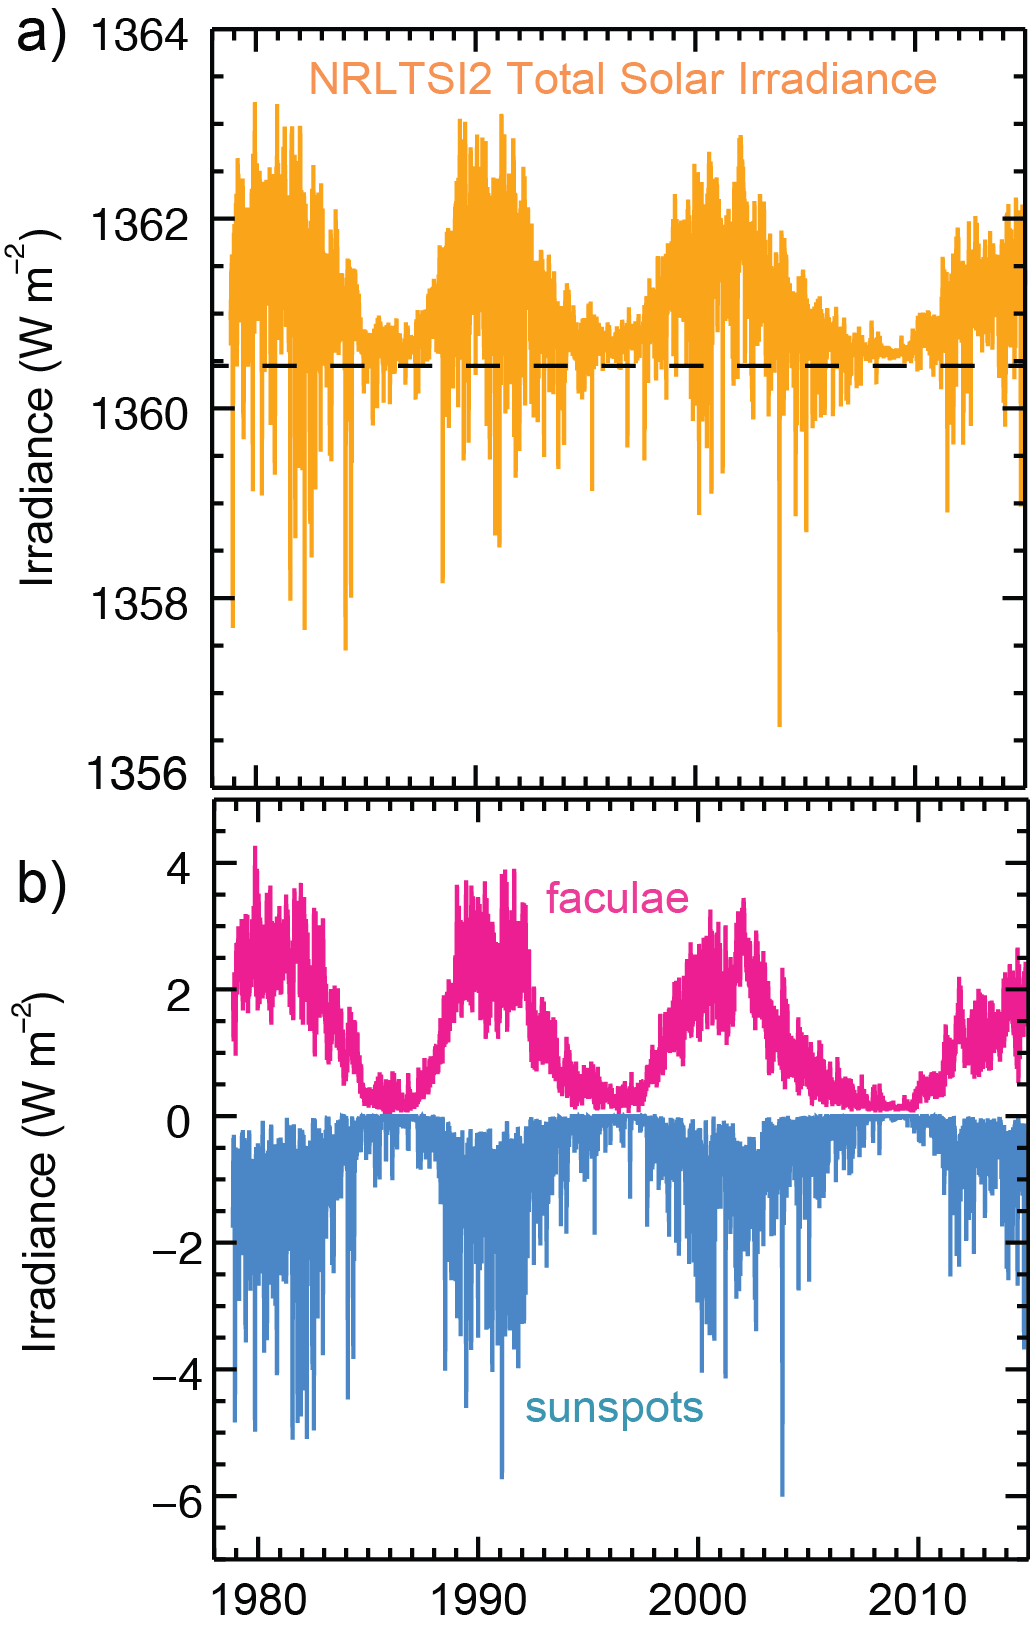 a)
1364
NRLTSI2 Total Solar Irradiance
1362
1360
1358
1356
Irradiance (W m−2)
b)
4
faculae
2
0
−2
−4
sunspots
−6
Irradiance (W m−2)
1980 1990 2000 2010